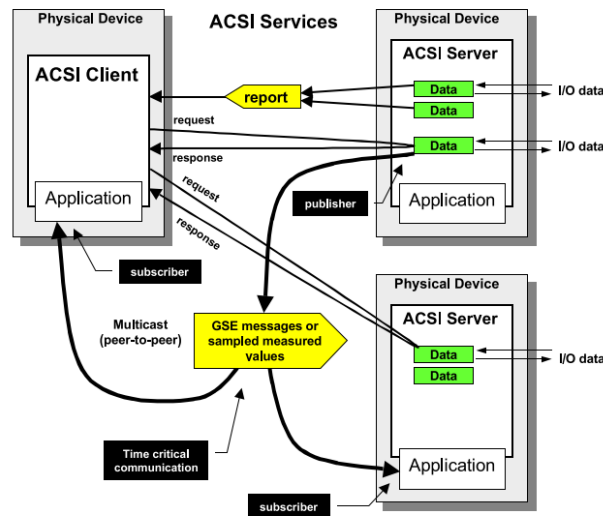 Physical Device
ACSI Services
Physical Device
ACSI Client
ACSI Server
report
Data
I/O data
Data
request
Data
I/O data
response
request
publisher
Application
Application
response
subscriber
Physical Device
ACSI Server
Multicast
(peer-to-peer)
GSE messages or
sampled measured
values
Data
I/O data
Data
Time critical
communication
Application
subscriber